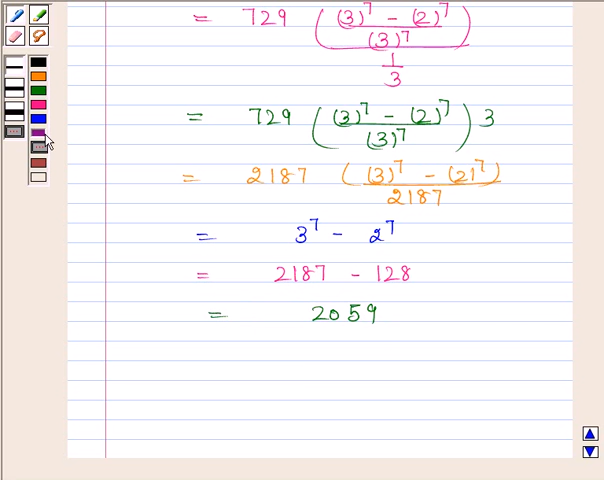 = 729 ( ( (3)^7 - (2)^7 ) / (3)^7 ) / ( 1/3 )
= 729 ( ( (3)^7 - (2)^7 ) / (3)^7 ) 3
= 2187 ( (3)^7 - (2)^7 ) / 2187
= 3^7 - 2^7
= 2187 - 128
= 2059